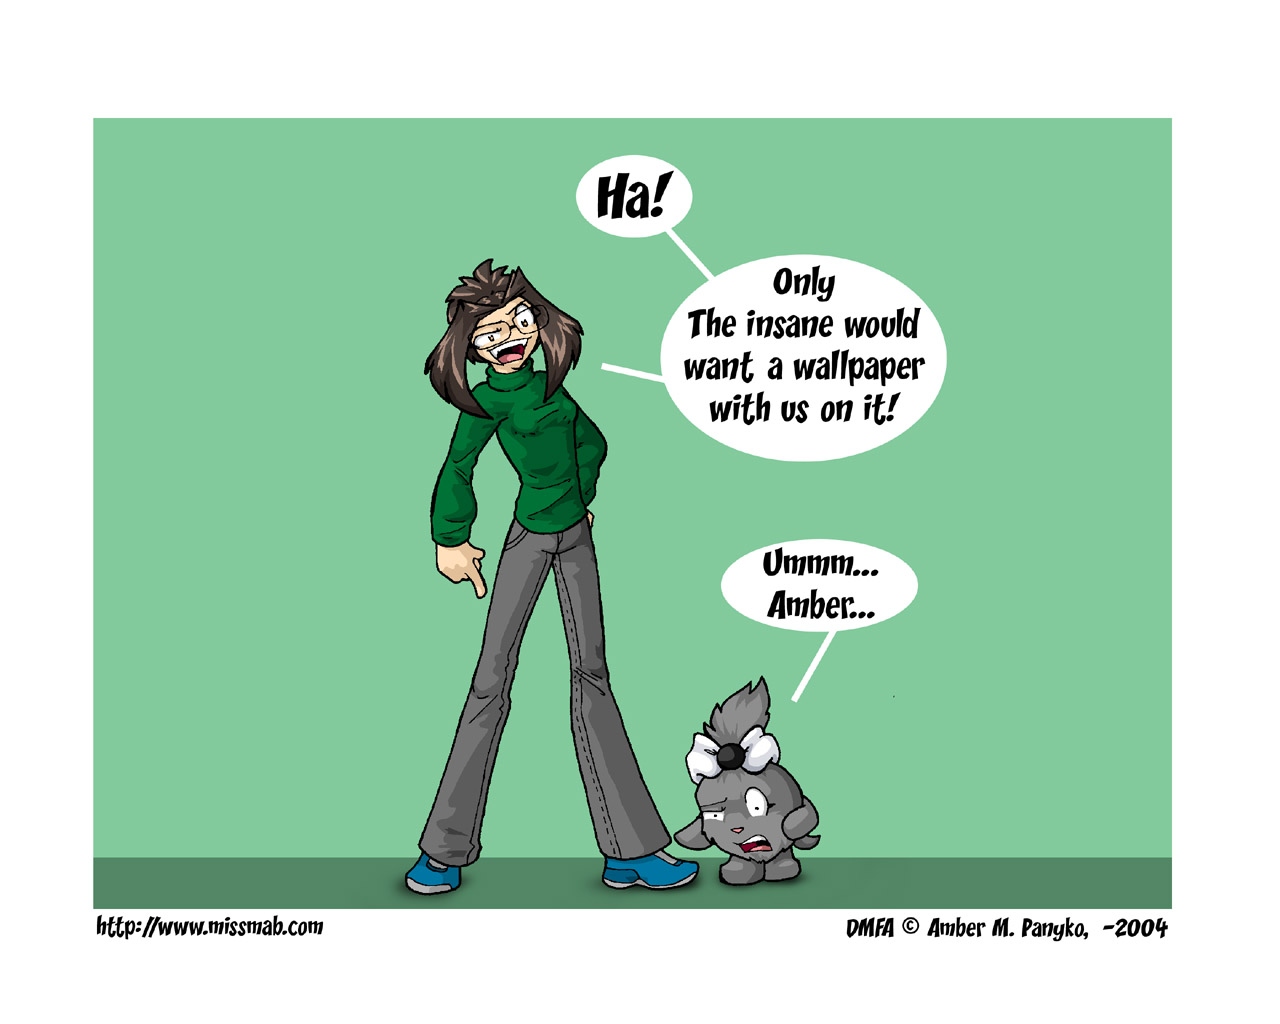 Ha!
Only
The insane would
want a wallpaper
with us on it!
Ummm...
Amber...
http://www.missmab.com
DMFA © Amber M. Panyko, -2004